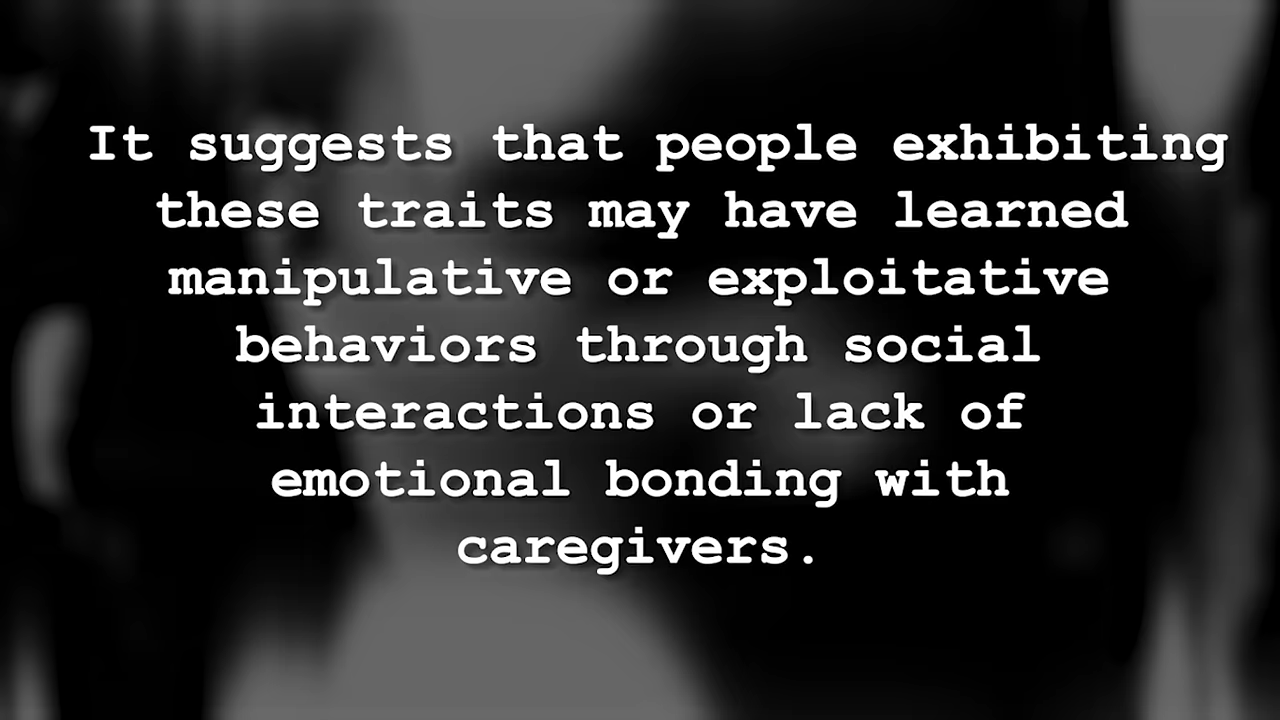 It suggests that people exhibiting
these traits may have learned
manipulative or exploitative
behaviors through social
interactions or lack of
emotional bonding with
caregivers.